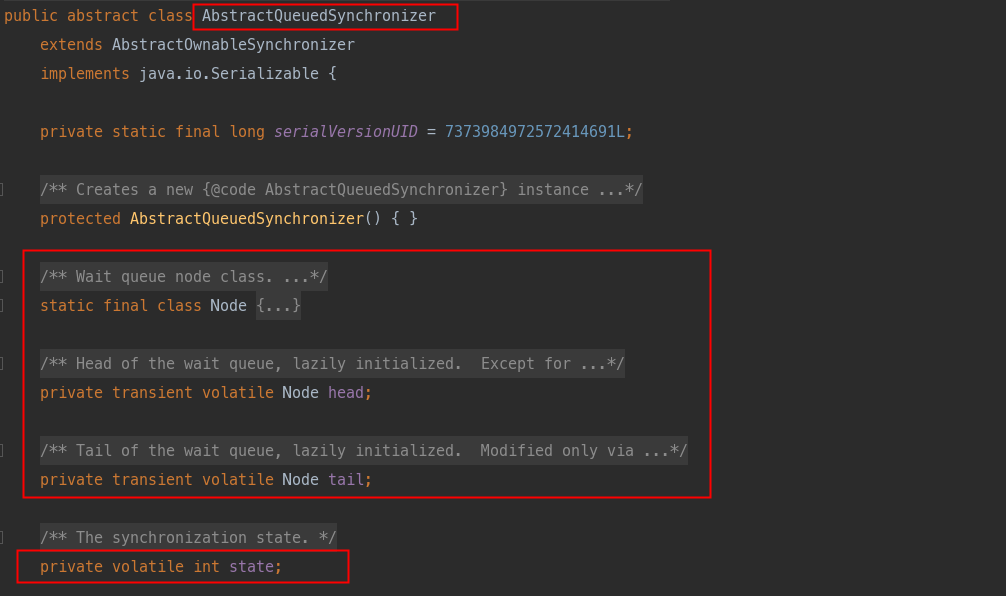 public abstract class AbstractQueuedSynchronizer
extends AbstractOwnableSynchronizer
implements java.io.Serializable {
private static final long serialVersionUID = 7373984972572414691L;
/** Creates a new {@code AbstractQueuedSynchronizer} instance ...*/
protected AbstractQueuedSynchronizer() { }
/** Wait queue node class. ...*/
static final class Node {...}
/** Head of the wait queue, lazily initialized.  Except for ...*/
private transient volatile Node head;
/** Tail of the wait queue, lazily initialized.  Modified only via ...*/
private transient volatile Node tail;
/** The synchronization state. */
private volatile int state;